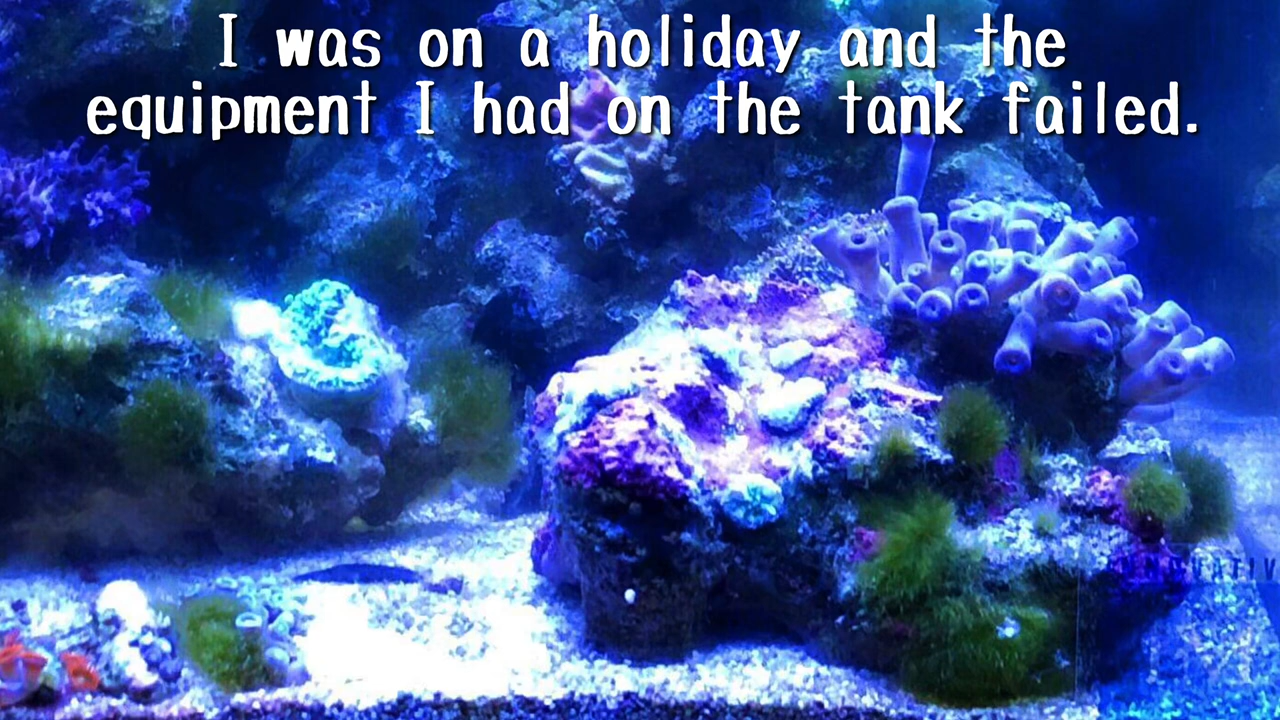 I was on a holiday and the
equipment I had on the tank failed.